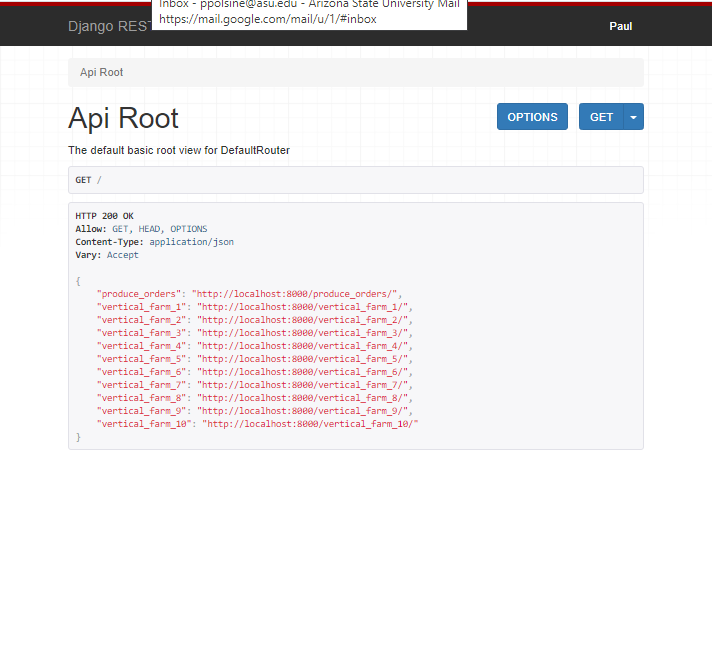 Inbox - ppolsine@asu.edu - Arizona State University Mail
https://mail.google.com/mail/u/1/#inbox
Django REST
Paul
Api Root
Api Root
OPTIONS
GET
The default basic root view for DefaultRouter
GET /
HTTP 200 OK
Allow: GET, HEAD, OPTIONS
Content-Type: application/json
Vary: Accept
{
"produce_orders": "http://localhost:8000/produce_orders/",
"vertical_farm_1": "http://localhost:8000/vertical_farm_1/",
"vertical_farm_2": "http://localhost:8000/vertical_farm_2/",
"vertical_farm_3": "http://localhost:8000/vertical_farm_3/",
"vertical_farm_4": "http://localhost:8000/vertical_farm_4/",
"vertical_farm_5": "http://localhost:8000/vertical_farm_5/",
"vertical_farm_6": "http://localhost:8000/vertical_farm_6/",
"vertical_farm_7": "http://localhost:8000/vertical_farm_7/",
"vertical_farm_8": "http://localhost:8000/vertical_farm_8/",
"vertical_farm_9": "http://localhost:8000/vertical_farm_9/",
"vertical_farm_10": "http://localhost:8000/vertical_farm_10/"
}